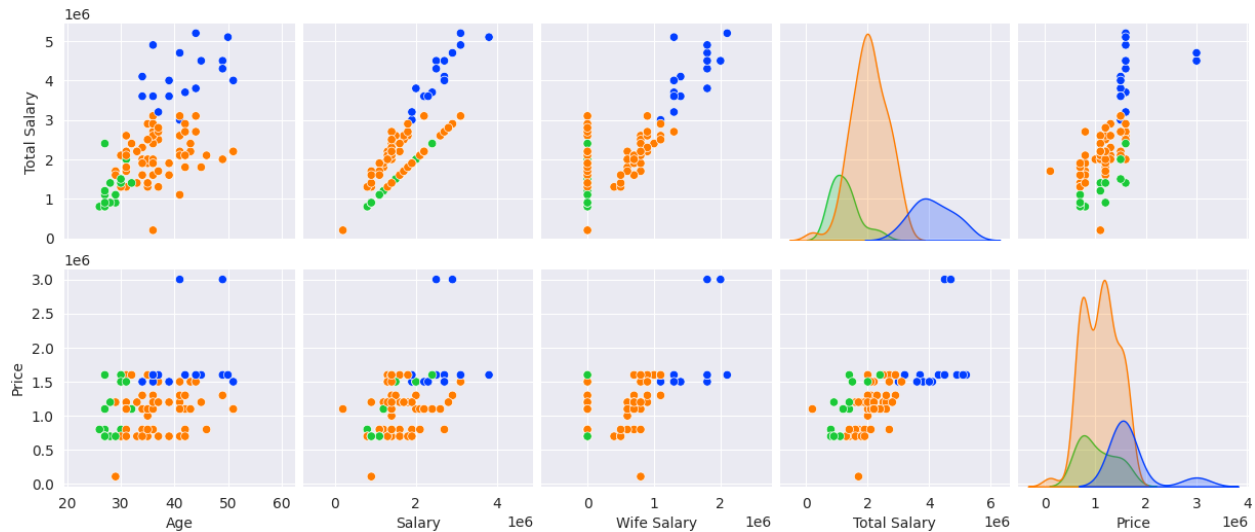 1e6
Total Salary
5
4
3
2
1
0
1e6
Price
3.0
2.5
2.0
1.5
1.0
0.5
0.0
20 30 40 50 60
Age
0 2 4
1e6
Salary
0 1 2
1e6
Wife Salary
0 2 4 6
1e6
Total Salary
0 1 2 3 4
1e6
Price